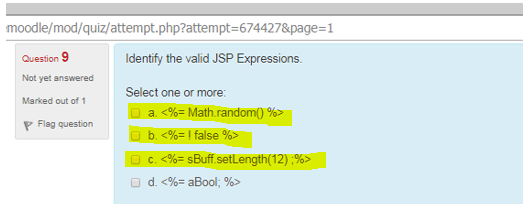 moodle/mod/quiz/attempt.php?attempt=674427&page=1
Question 9
Not yet answered
Marked out of 1
Flag question
Identify the valid JSP Expressions.
Select one or more:
a. <%= Math.random() %>
b. <%= ! false %>
c. <%= sBuff.setLength(12) ;%>
d. <%= aBool; %>